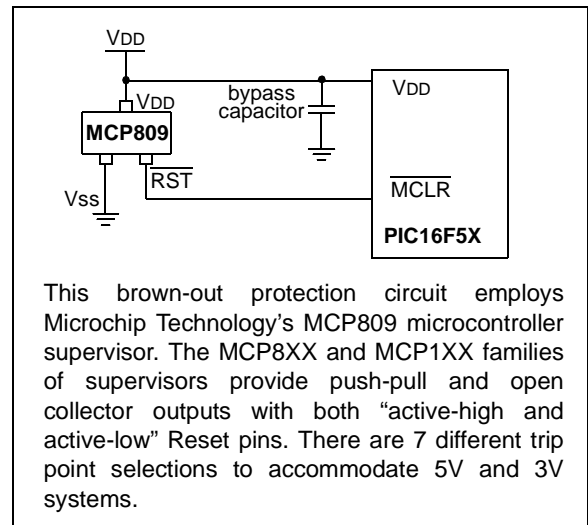 VDD
VDD
bypass
capacitor
VDD
MCP809
RST
Vss
MCLR
PIC16F5X
This brown-out protection circuit employs
Microchip Technology's MCP809 microcontroller
supervisor. The MCP8XX and MCP1XX families
of supervisors provide push-pull and open
collector outputs with both “active-high and
active-low” Reset pins. There are 7 different trip
point selections to accommodate 5V and 3V
systems.